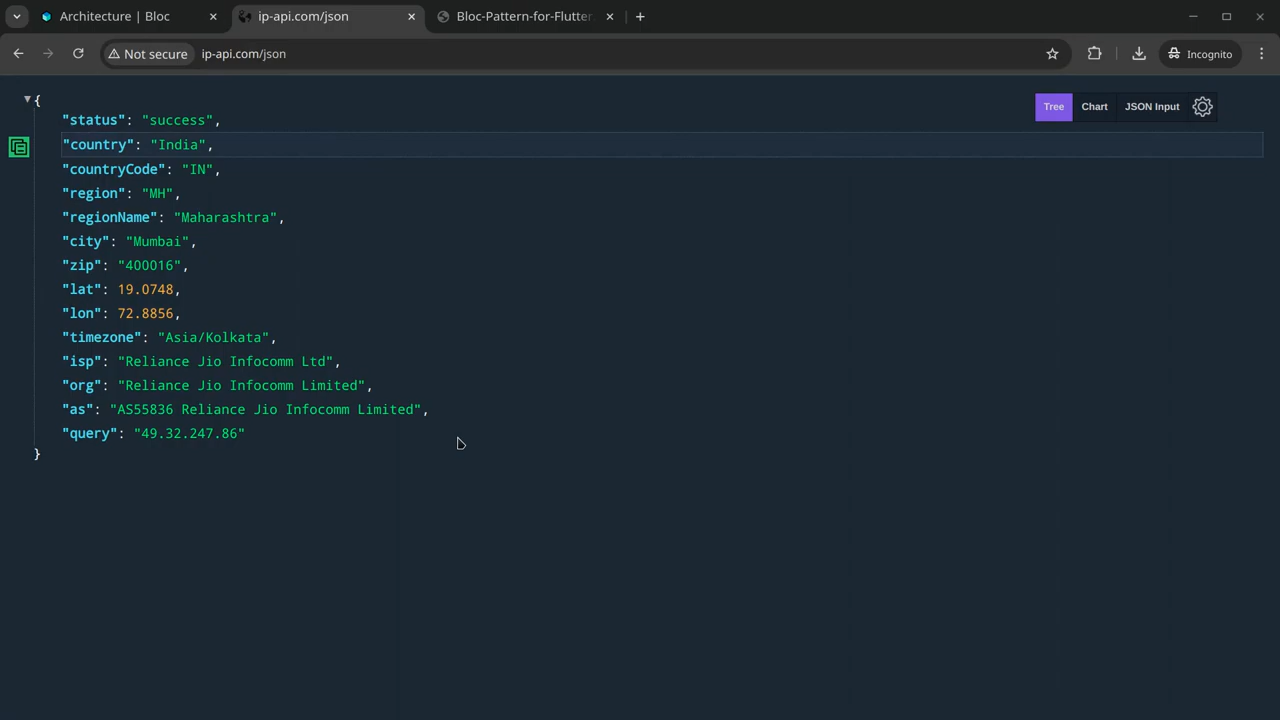 Architecture | Bloc
ip-api.com/json
Bloc-Pattern-for-Flutter
Not secure
ip-api.com/json
Incognito
{
Tree
Chart
JSON Input
"status": "success",
"country": "India",
"countryCode": "IN",
"region": "MH",
"regionName": "Maharashtra",
"city": "Mumbai",
"zip": "400016",
"lat": 19.0748,
"lon": 72.8856,
"timezone": "Asia/Kolkata",
"isp": "Reliance Jio Infocomm Ltd",
"org": "Reliance Jio Infocomm Limited",
"as": "AS55836 Reliance Jio Infocomm Limited",
"query": "49.32.247.86"
}